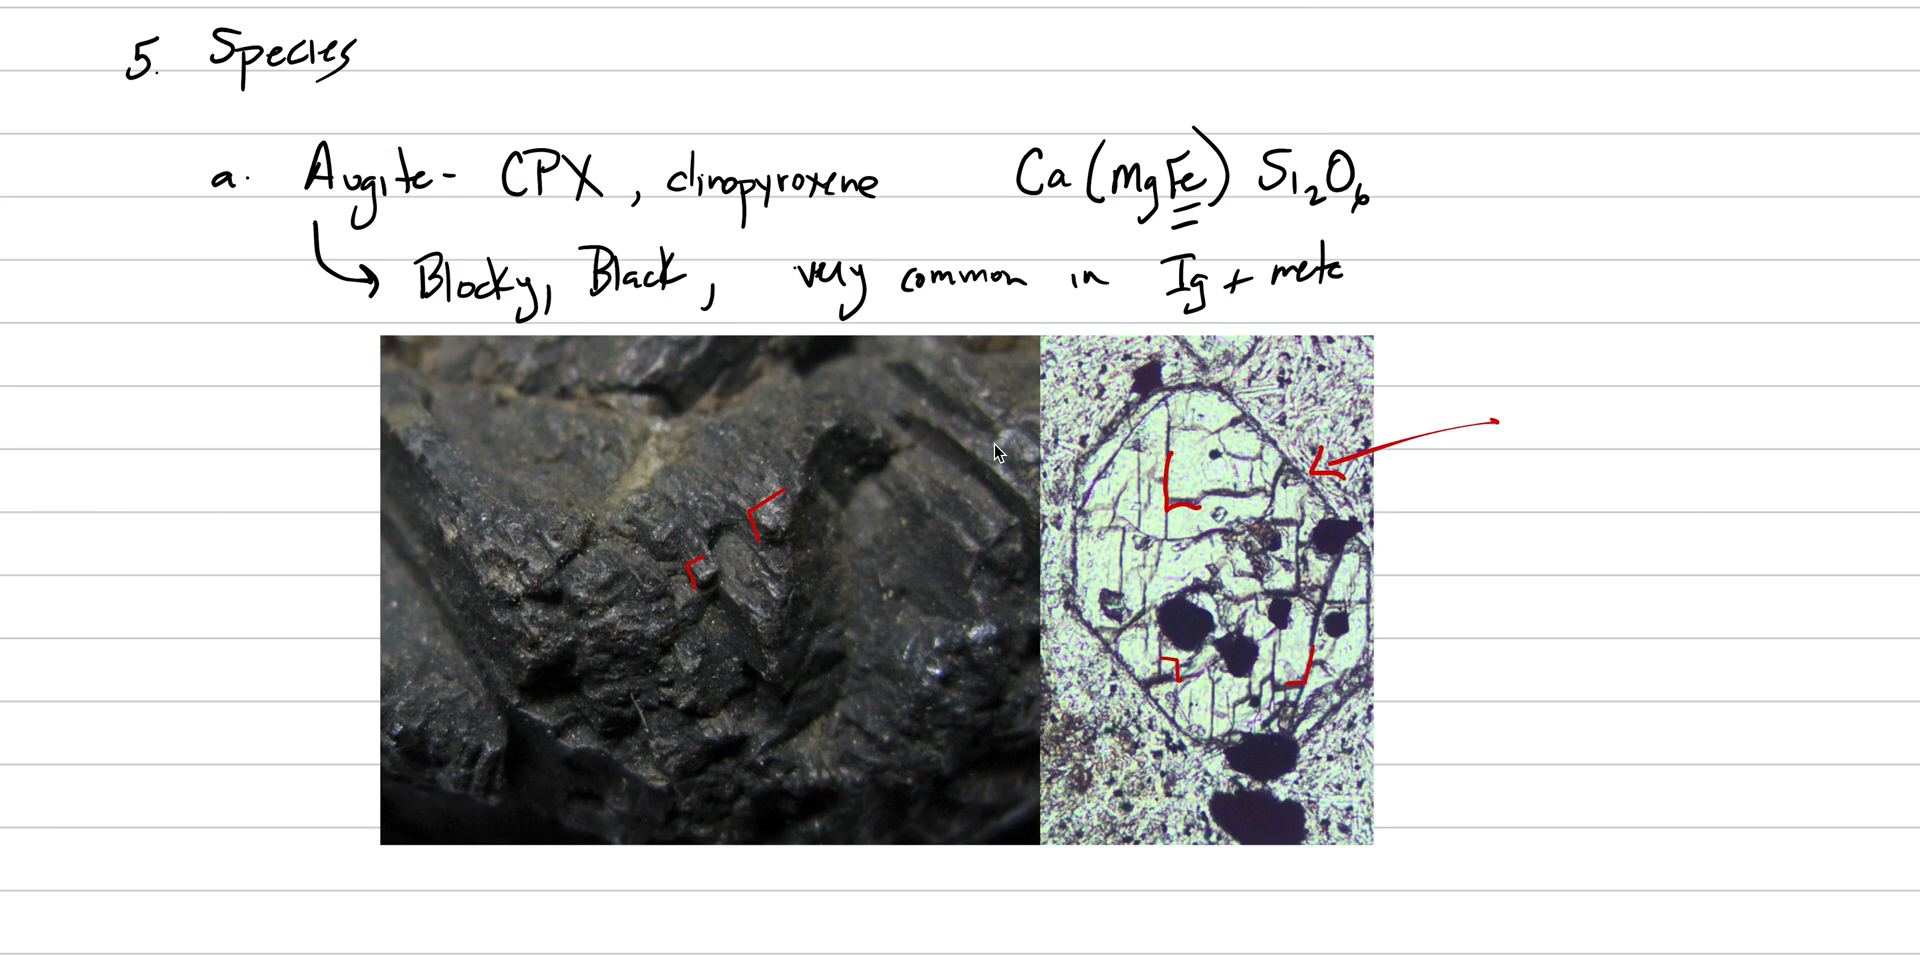 5. Species
a. Augite - CPX, clinopyroxene Ca(MgFe)Si₂O₆
Blocky, Black, very common in Ig + meta